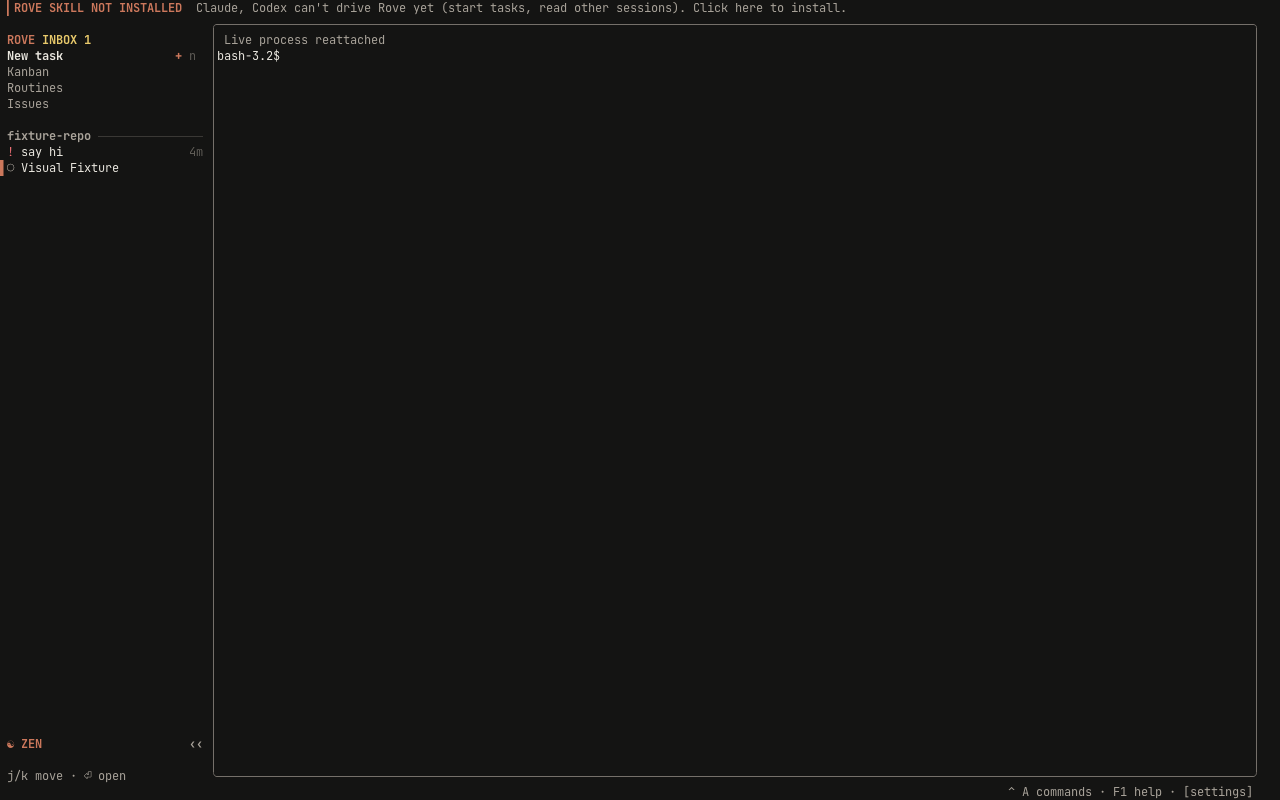 ROVE SKILL NOT INSTALLED Claude, Codex can't drive Rove yet (start tasks, read other sessions). Click here to install.
ROVE INBOX 1
New task + n
Kanban
Routines
Issues
fixture-repo
! say hi 4m
○ Visual Fixture
Live process reattached
bash-3.2$
☯ ZEN ‹‹
j/k move · ⏎ open
^ A commands · F1 help · [settings]